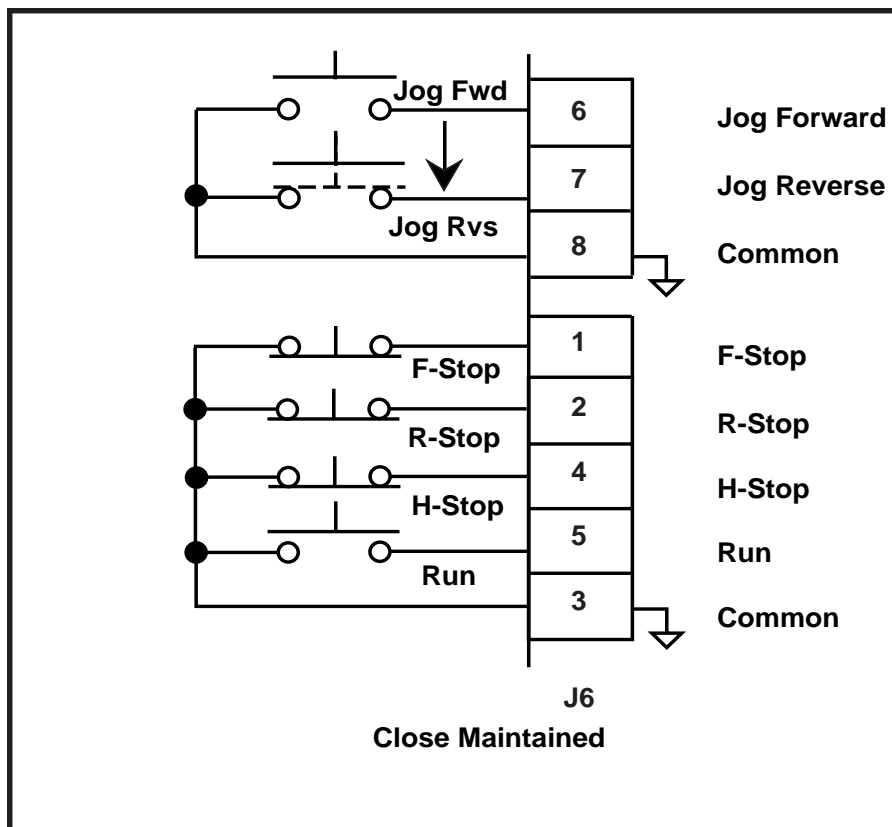 Jog Fwd
6
Jog Forward
7
Jog Reverse
Jog Rvs
8
Common
1
F-Stop
F-Stop
2
R-Stop
R-Stop
4
H-Stop
H-Stop
5
Run
Run
3
Common
J6
Close Maintained